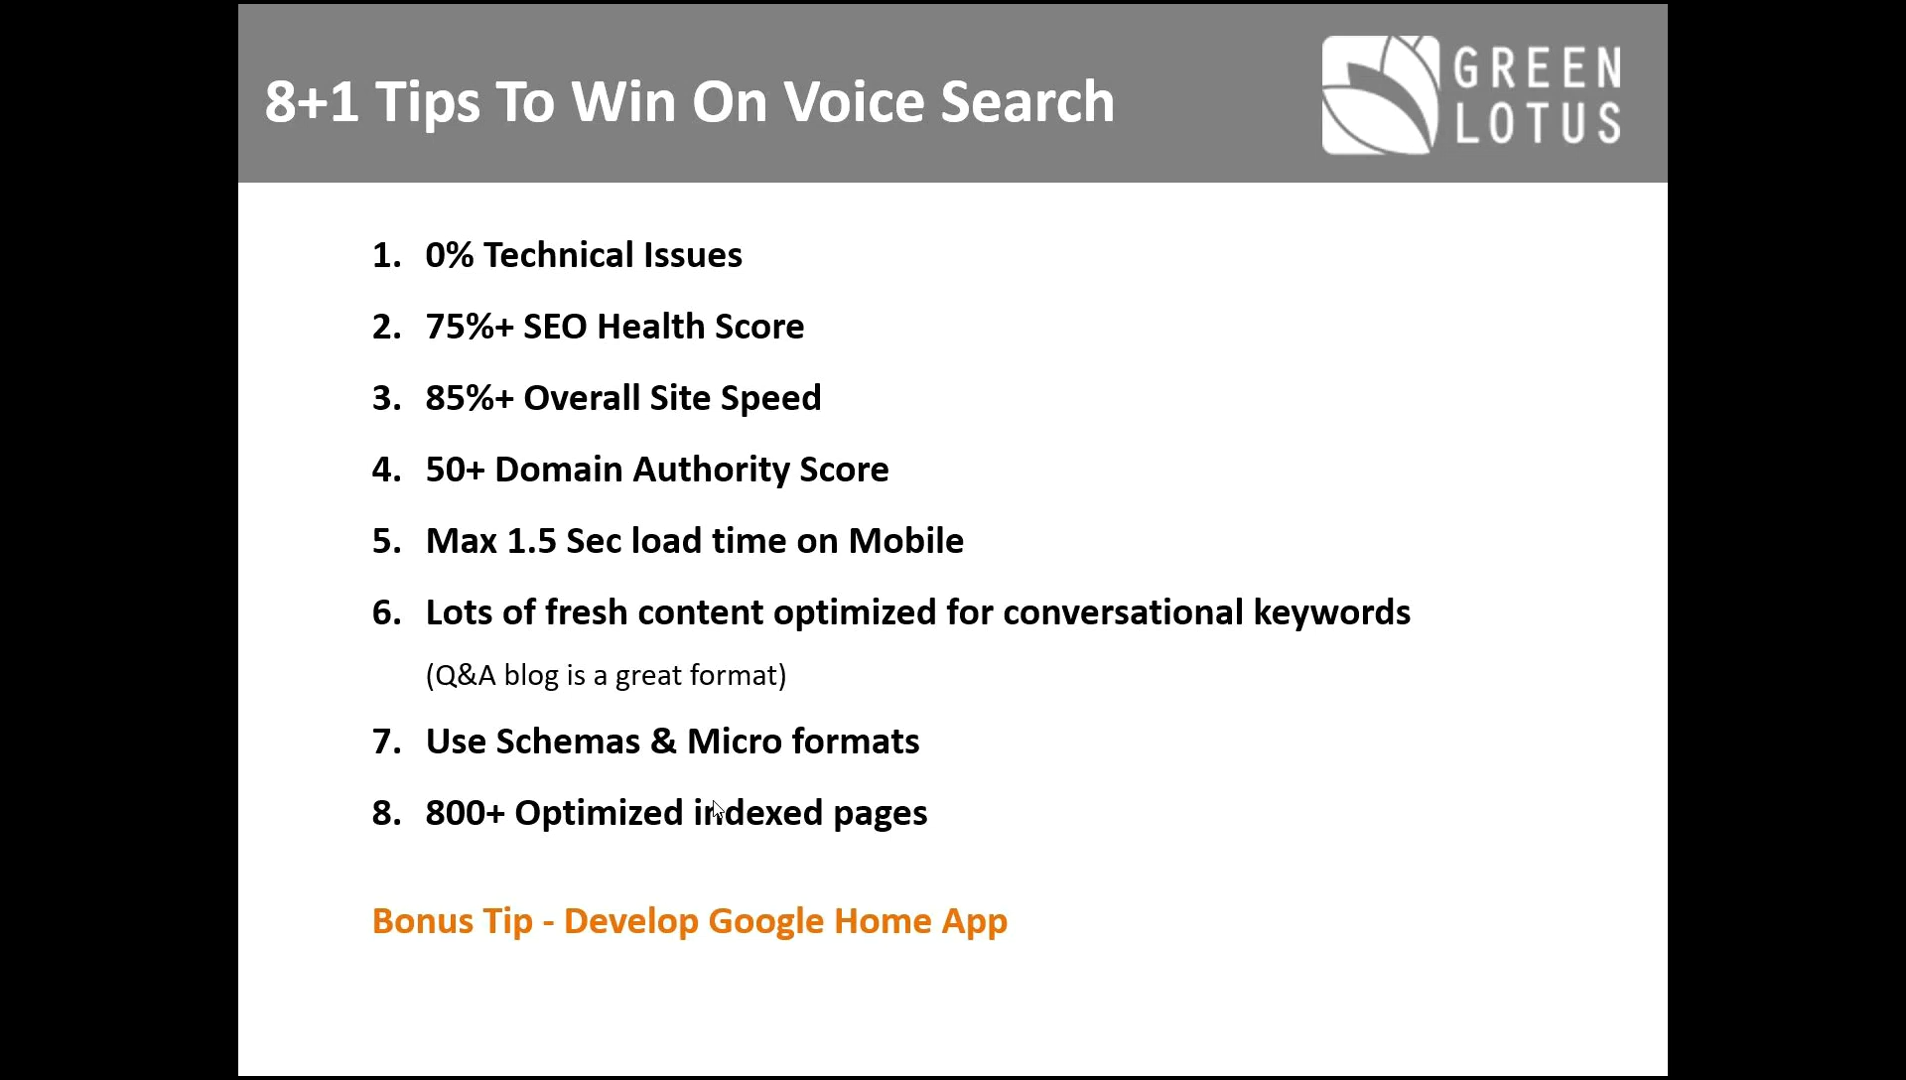 8+1 Tips To Win On Voice Search
GREEN
LOTUS
1. 0% Technical Issues
2. 75%+ SEO Health Score
3. 85%+ Overall Site Speed
4. 50+ Domain Authority Score
5. Max 1.5 Sec load time on Mobile
6. Lots of fresh content optimized for conversational keywords
(Q&A blog is a great format)
7. Use Schemas & Micro formats
8. 800+ Optimized indexed pages
Bonus Tip - Develop Google Home App